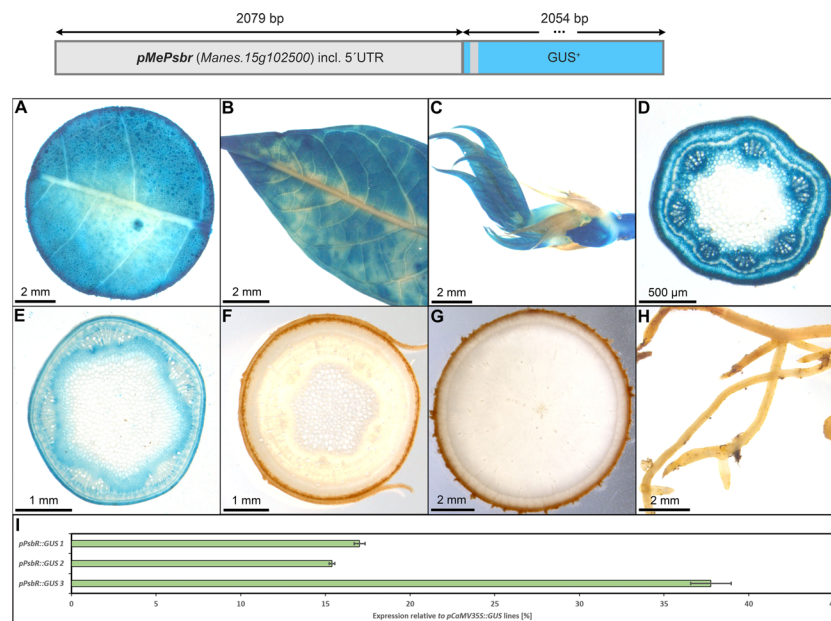 2079 bp 2054 bp
...
pMePsbr (Manes.15g102500) incl. 5´UTR GUS⁺
A B C D
2 mm 2 mm 2 mm 500 µm
E F G H
1 mm 1 mm 2 mm 2 mm
I
pPsbR::GUS 1
pPsbR::GUS 2
pPsbR::GUS 3
0 5 10 15 20 25 30 35 40 45
Expression relative to pCaMV35S::GUS lines [%]